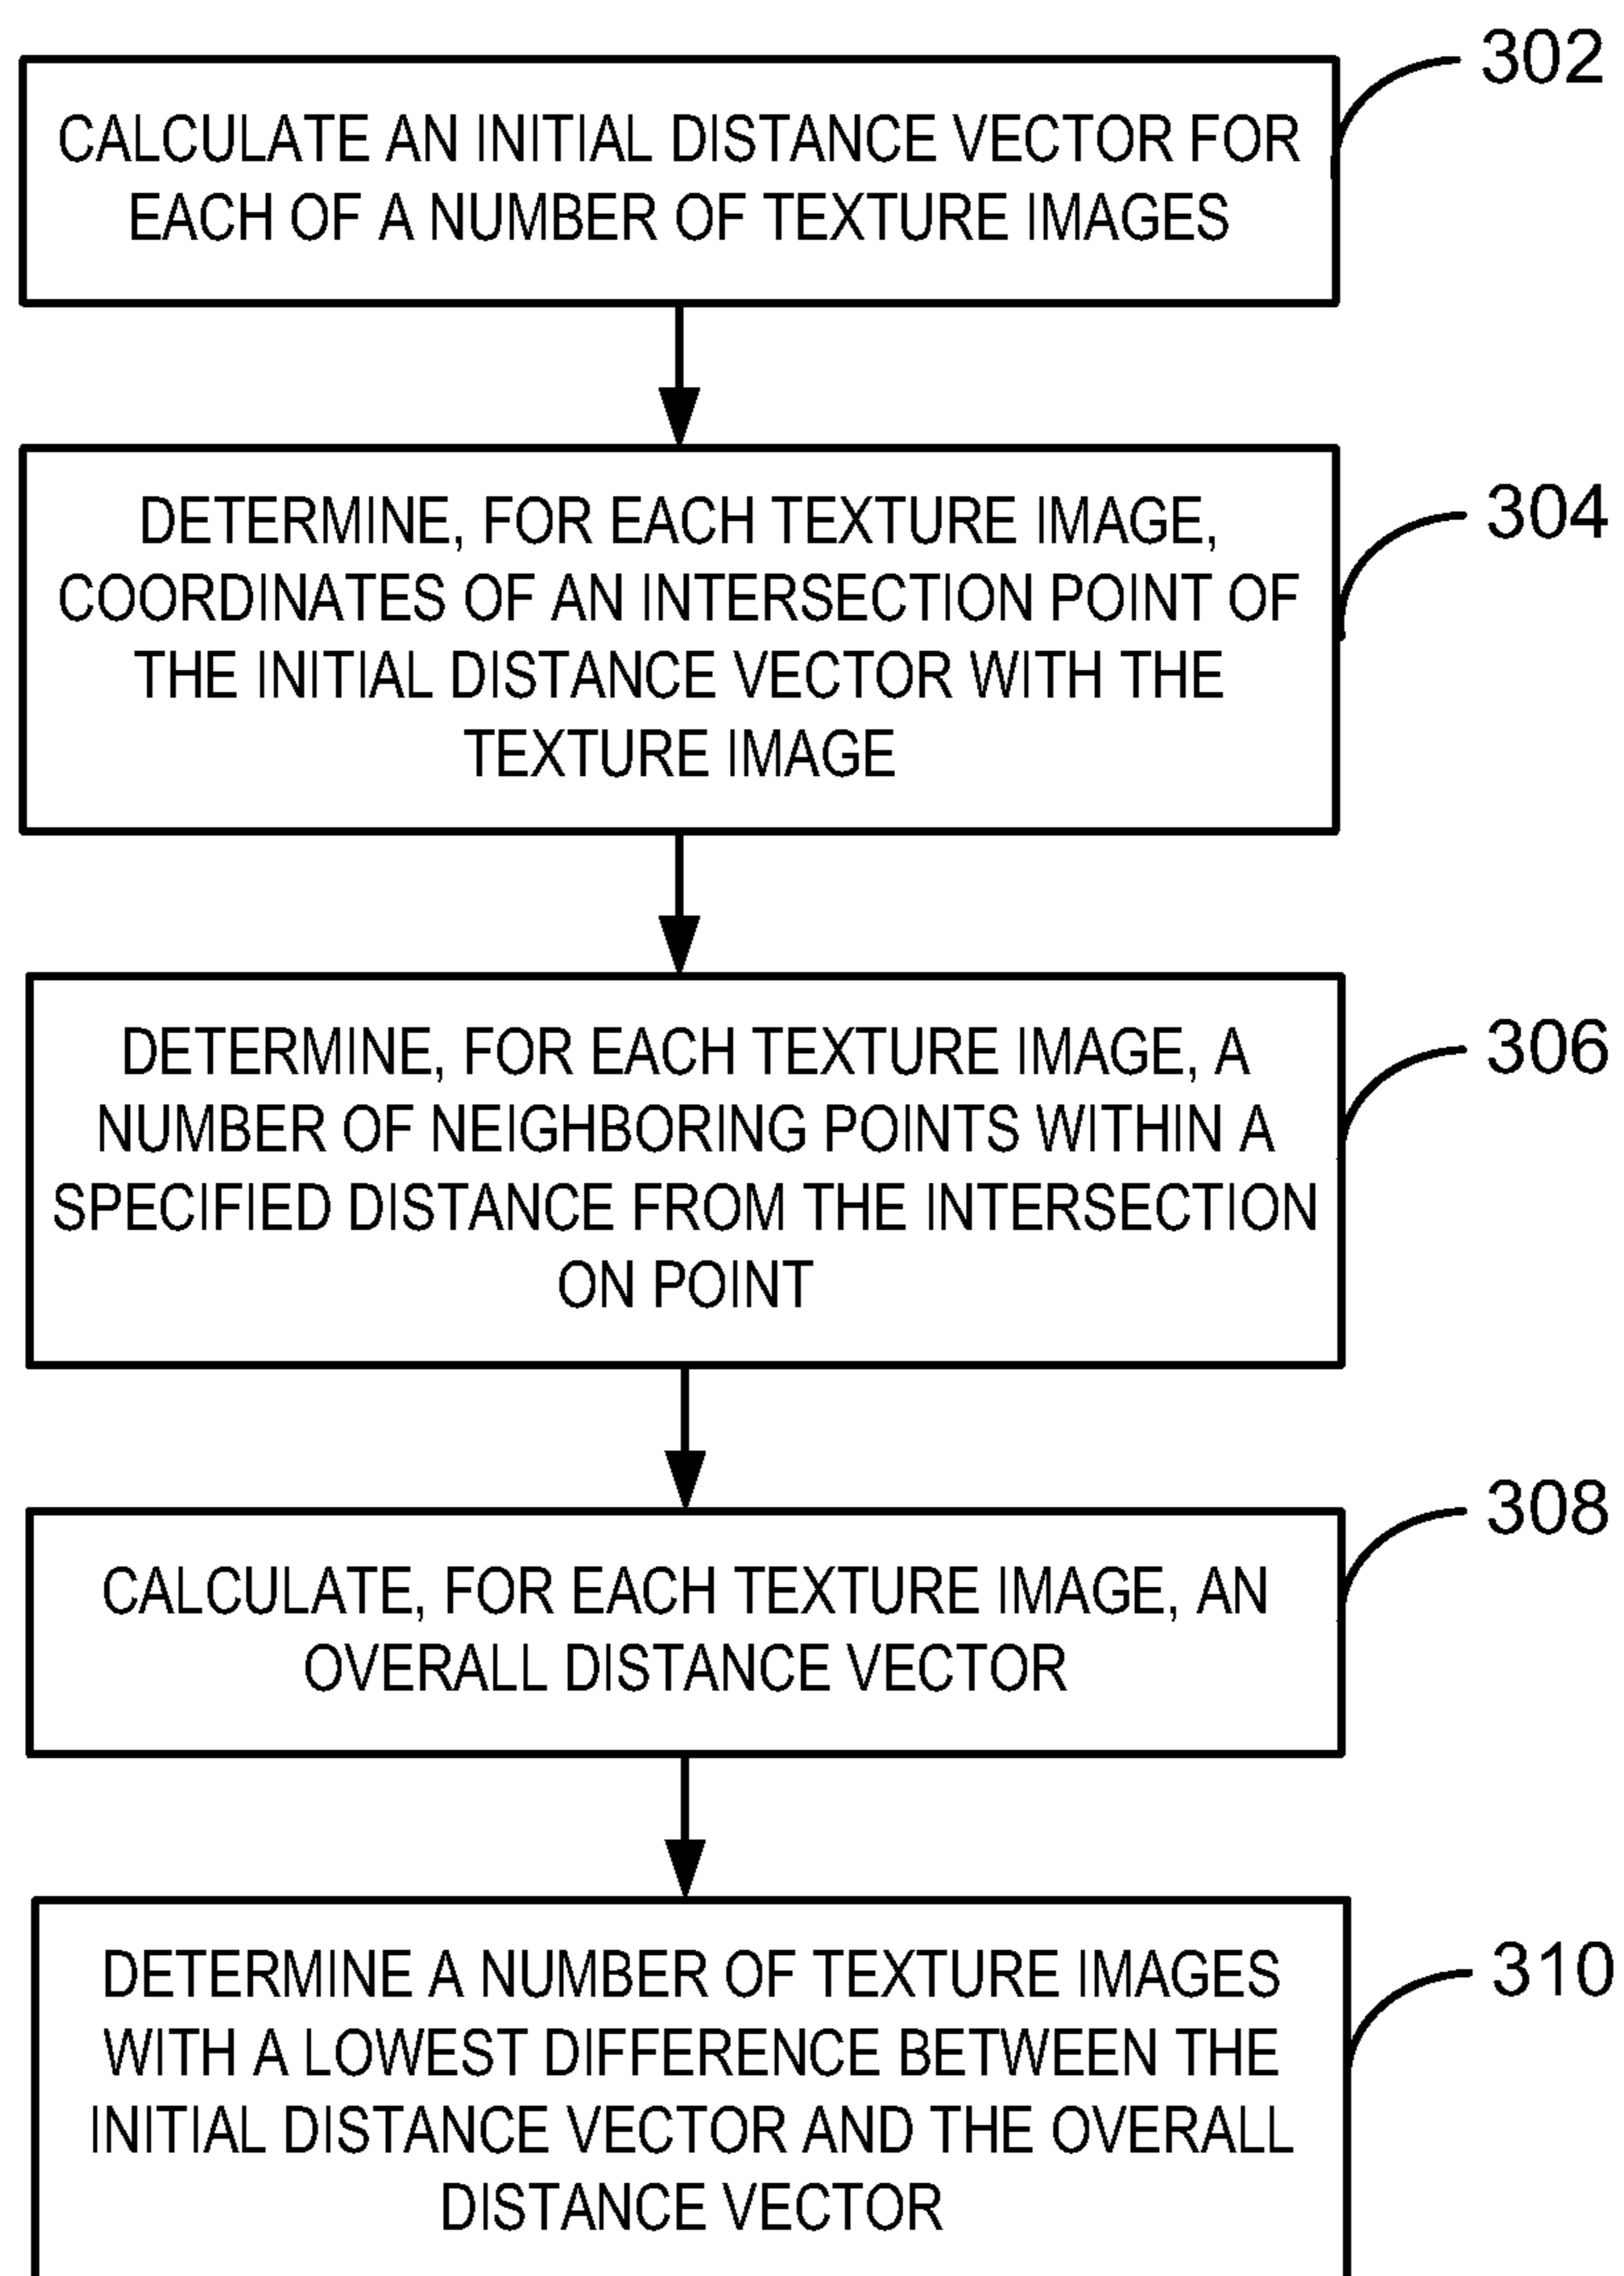 302
CALCULATE AN INITIAL DISTANCE VECTOR FOR
EACH OF A NUMBER OF TEXTURE IMAGES
304
DETERMINE, FOR EACH TEXTURE IMAGE,
COORDINATES OF AN INTERSECTION POINT OF
THE INITIAL DISTANCE VECTOR WITH THE
TEXTURE IMAGE
306
DETERMINE, FOR EACH TEXTURE IMAGE, A
NUMBER OF NEIGHBORING POINTS WITHIN A
SPECIFIED DISTANCE FROM THE INTERSECTION
ON POINT
308
CALCULATE, FOR EACH TEXTURE IMAGE, AN
OVERALL DISTANCE VECTOR
310
DETERMINE A NUMBER OF TEXTURE IMAGES
WITH A LOWEST DIFFERENCE BETWEEN THE
INITIAL DISTANCE VECTOR AND THE OVERALL
DISTANCE VECTOR